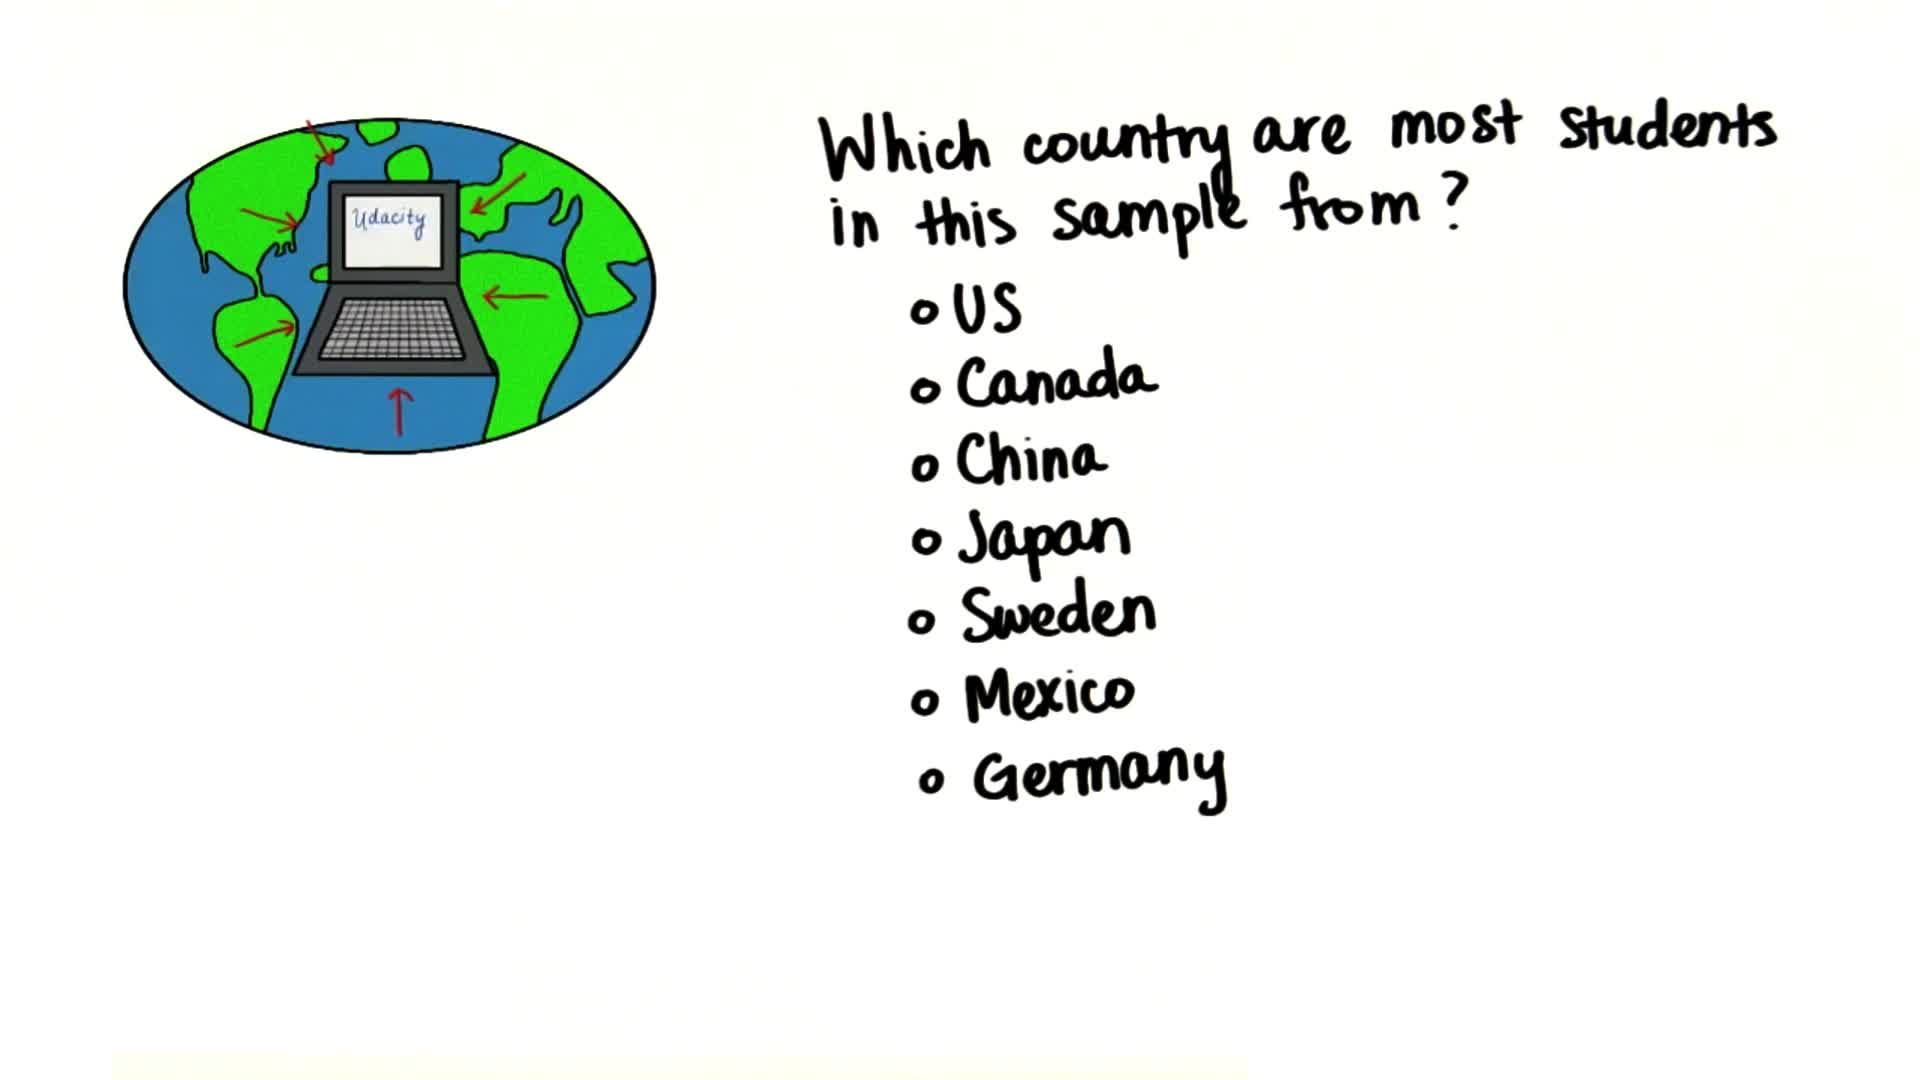 Udacity
Which country are most students
in this sample from?
US
Canada
China
Japan
Sweden
Mexico
Germany